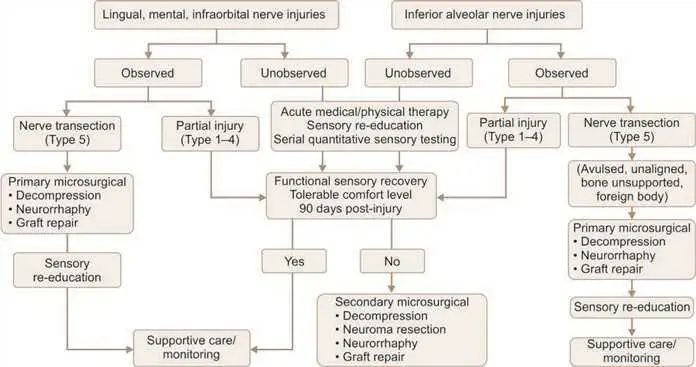 Lingual, mental, infraorbital nerve injuries
Inferior alveolar nerve injuries
Observed
Unobserved
Unobserved
Observed
Nerve transection
(Type 5)
Partial injury
(Type 1–4)
Acute medical/physical therapy
Sensory re-education
Serial quantitative sensory testing
Partial injury
(Type 1–4)
Nerve transection
(Type 5)
Primary microsurgical
• Decompression
• Neurorrhaphy
• Graft repair
Functional sensory recovery
Tolerable comfort level
90 days post-injury
(Avulsed, unaligned,
bone unsupported,
foreign body)
Primary microsurgical
• Decompression
• Neurorrhaphy
• Graft repair
Sensory
re-education
Yes
No
Secondary microsurgical
• Decompression
• Neuroma resection
• Neurorrhaphy
• Graft repair
Sensory re-education
Supportive care/
monitoring
Supportive care/
monitoring